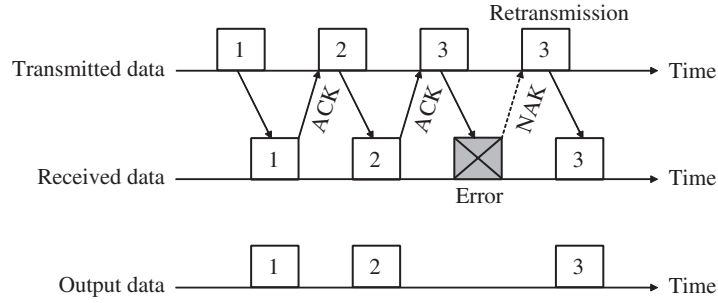 Retransmission
1 2 3 3
Transmitted data Time
ACK ACK NAK
1 2 3
Received data Time
Error
1 2 3
Output data Time